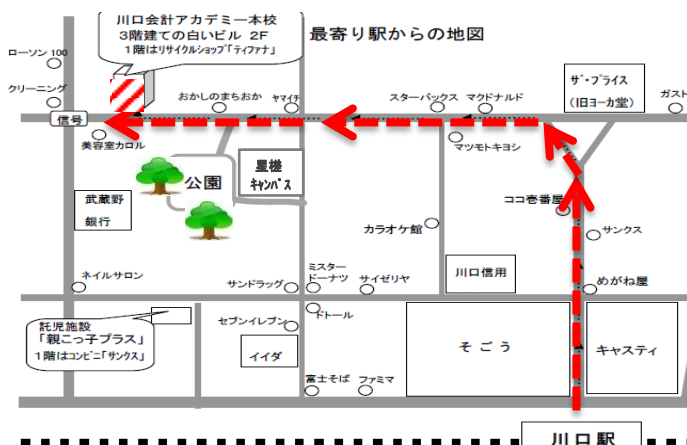 川口会計アカデミー本校
3階建ての白いビル 2F
1階はリサイクルショップ「ティファナ」
最寄り駅からの地図
ローソン 100
クリーニング
信号
美容室カロル
おかしのまちおか
ヤマイチ
スターバックス
マクドナルド
ザ・プライス
(旧ヨーカ堂)
ガスト
マツモトキヨシ
公園
星槎
キャンパス
武蔵野
銀行
ココ壱番屋
サンクス
カラオケ館
川口信用
めがね屋
ネイルサロン
サンドラッグ
ミスター
ドーナツ
サイゼリヤ
ドトール
セブンイレブン
イイダ
託児施設
「親こっ子プラス」
1階はコンビニ「サンクス」
そごう
キャスティ
富士そば
ファミマ
川口駅